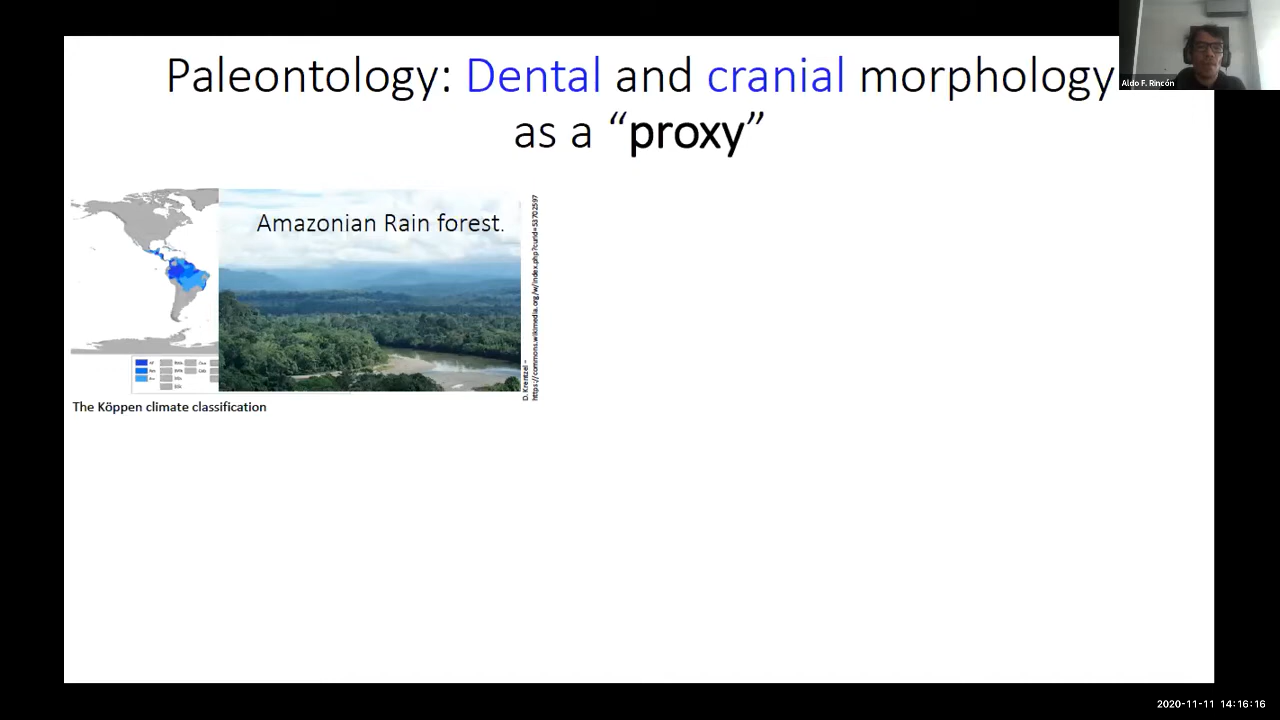 Paleontology: Dental and cranial morphology
as a “proxy”
Aldo F. Rincón
Amazonian Rain forest.
D. Krentzel -
https://commons.wikimedia.org/w/index.php?curid=53702597
The Köppen climate classification
2020-11-11 14:16:16